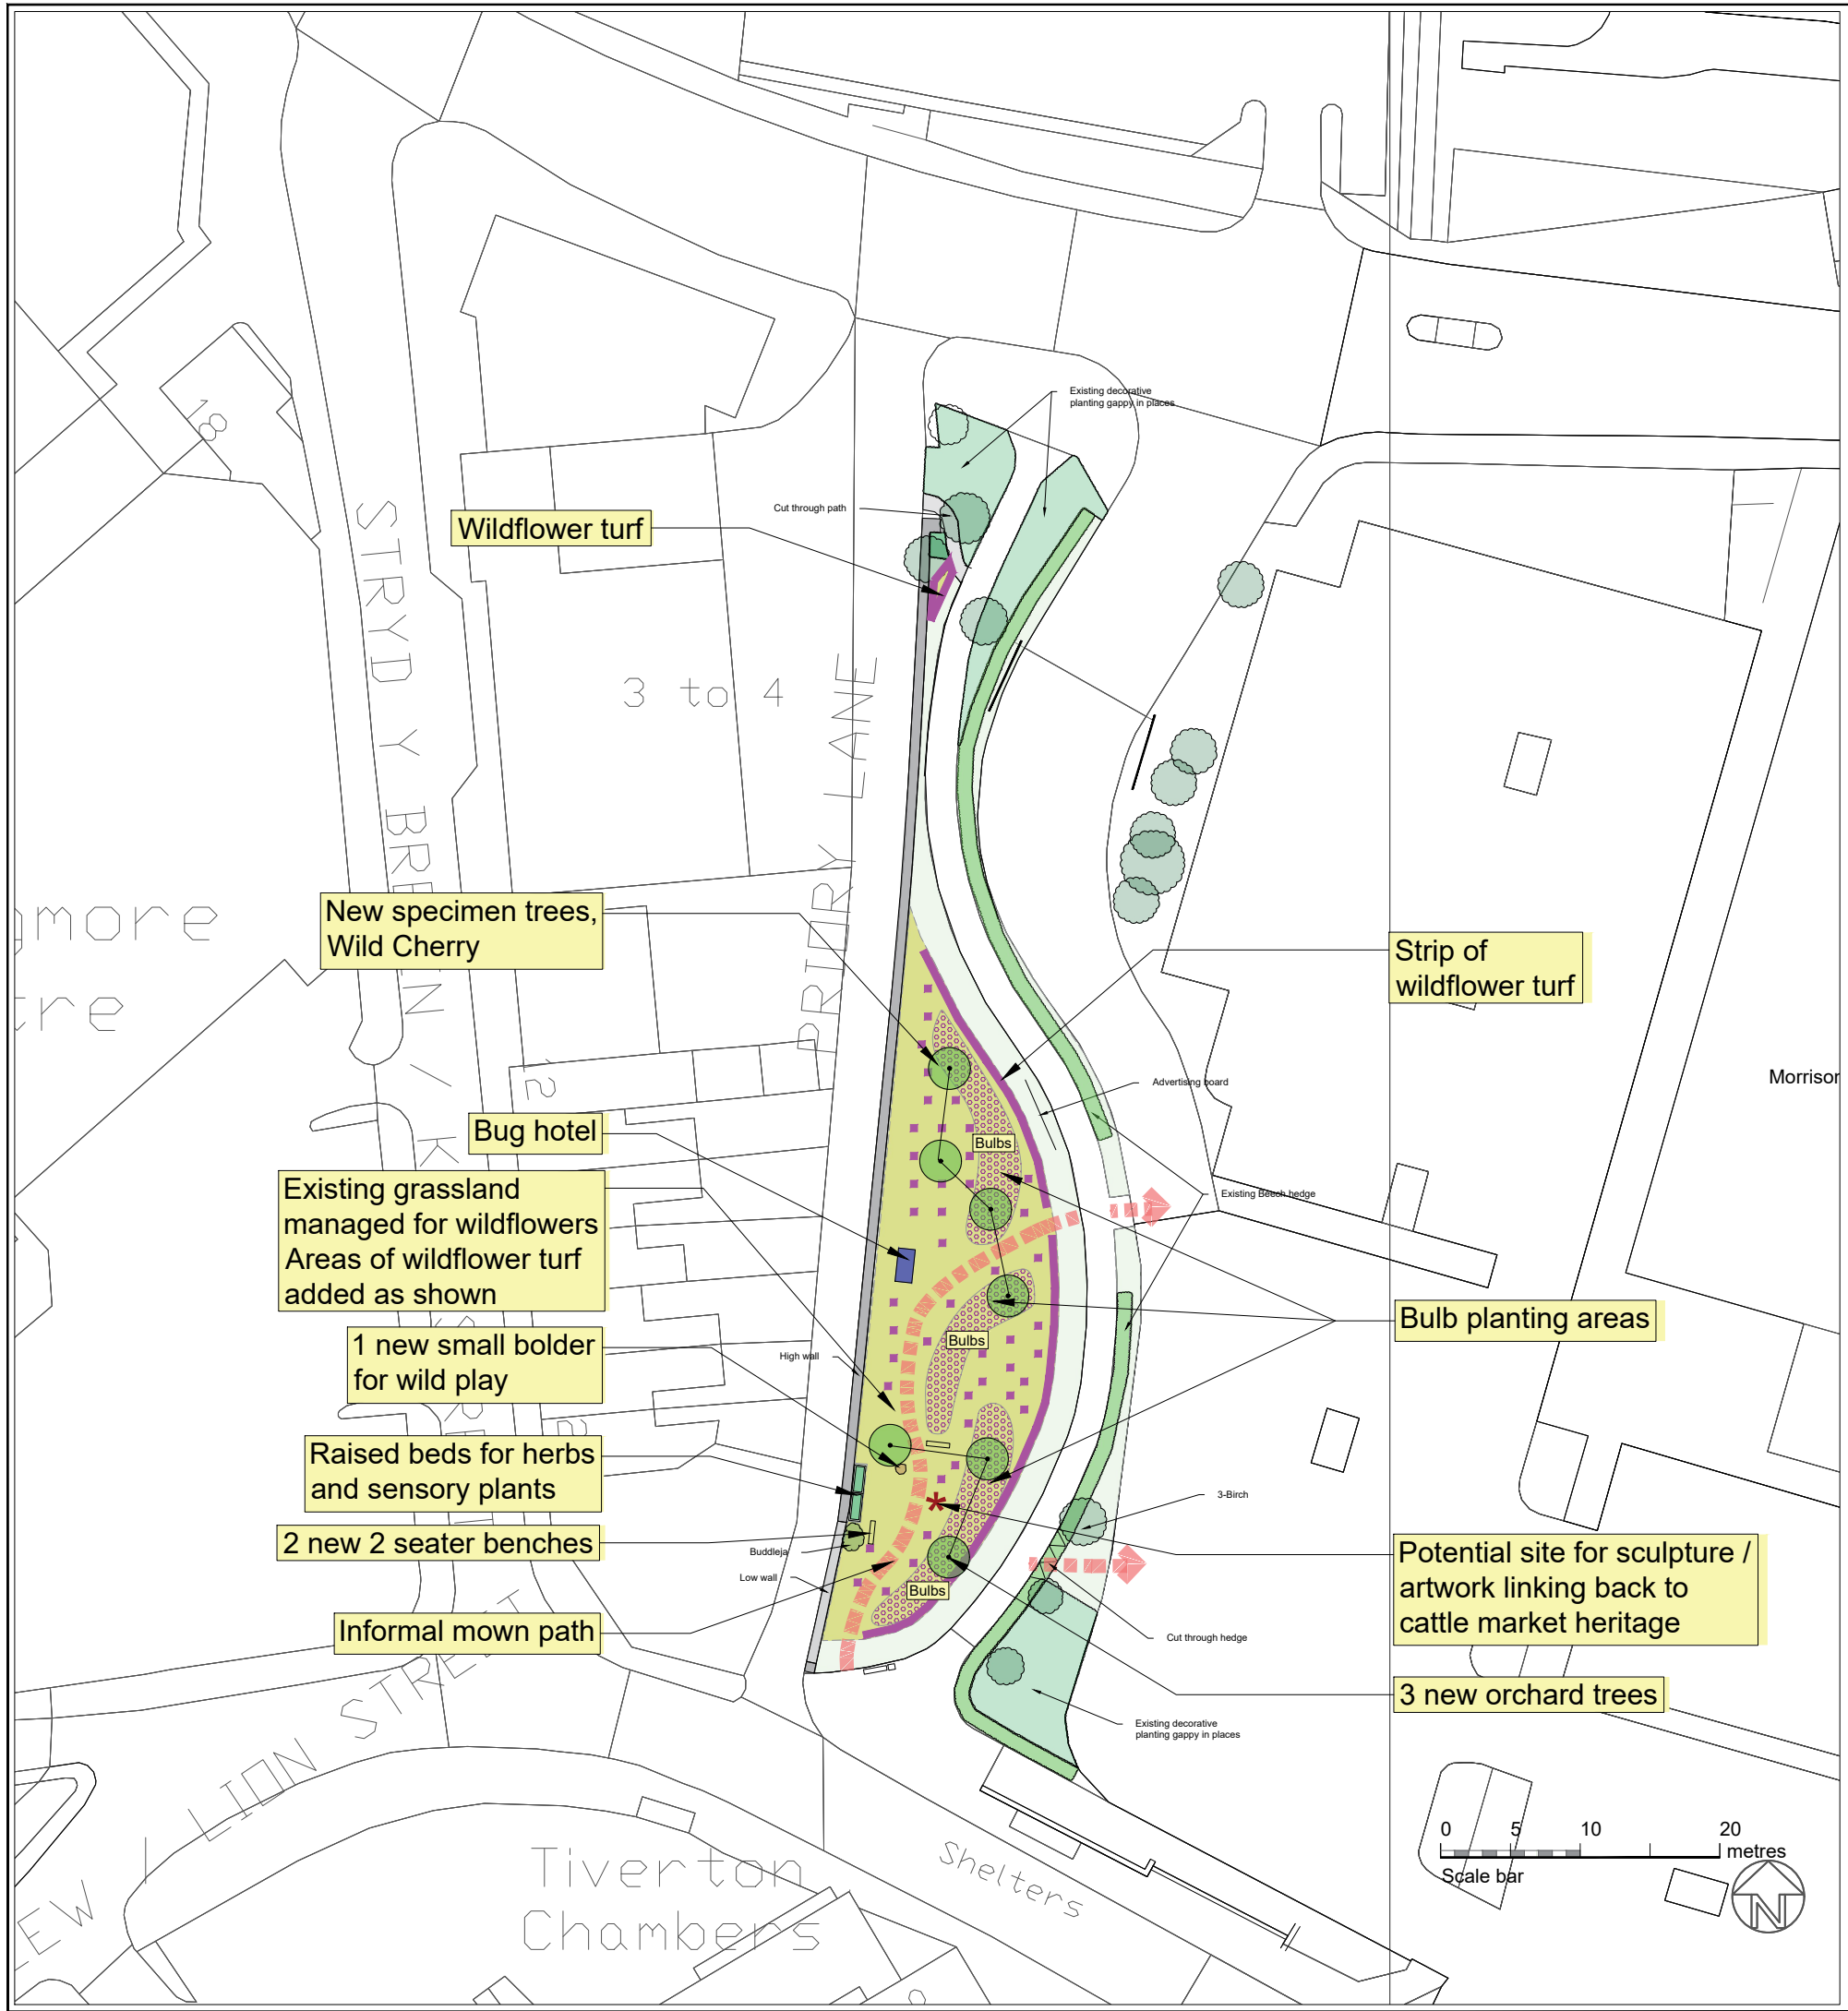 Existing decorative
planting gappy in places
Cut through path
Wildflower turf
18
STRYD Y BREN
3 to 4
PRIORY LANE
New specimen trees,
Wild Cherry
gmore
tre
Strip of
wildflower turf
Advertising board
Morrison
Bug hotel
Bulbs
Existing grassland
managed for wildflowers
Areas of wildflower turf
added as shown
Existing Beech hedge
Bulb planting areas
Bulbs
1 new small bolder
for wild play
High wall
Raised beds for herbs
and sensory plants
3-Birch
2 new 2 seater benches
Buddleja
Low wall
Potential site for sculpture /
artwork linking back to
cattle market heritage
Bulbs
Informal mown path
Cut through hedge
3 new orchard trees
Existing decorative
planting gappy in places
EW / LION STREET
Tiverton
Chambers
Shelters
0 5 10 20
metres
Scale bar
N